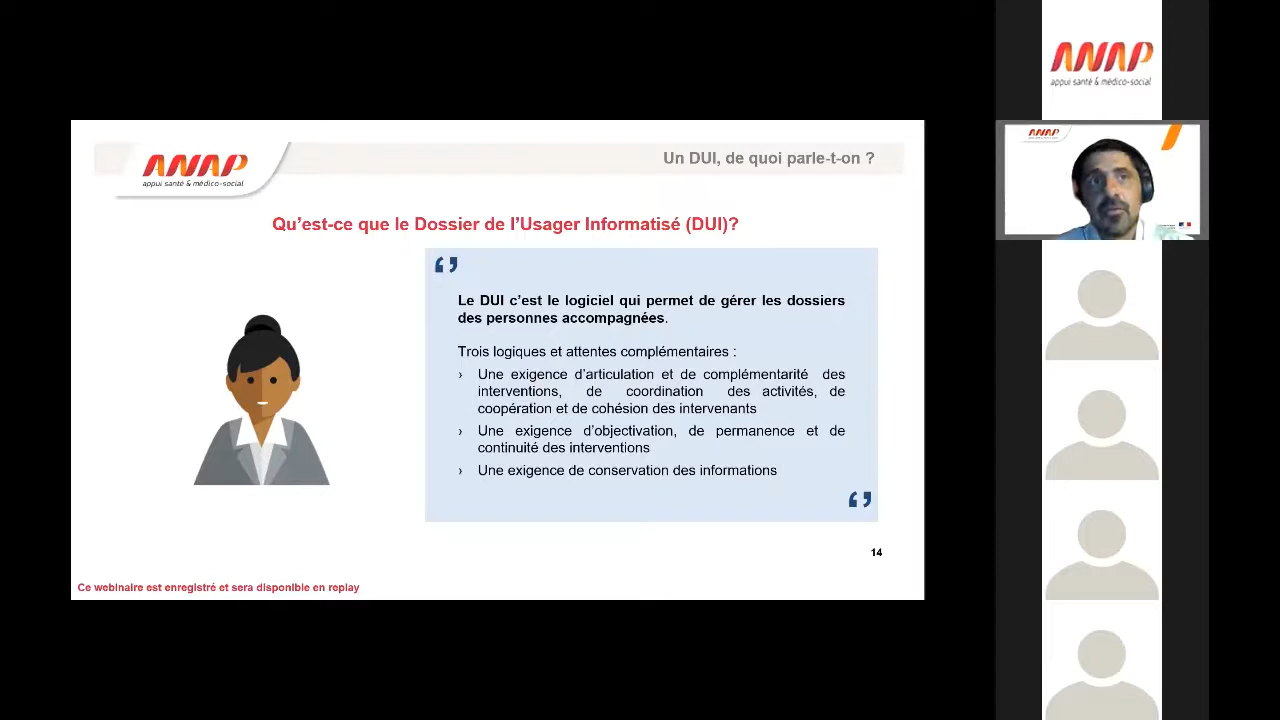 ANAP
appui santé & médico-social
Un DUI, de quoi parle-t-on ?
Qu’est-ce que le Dossier de l’Usager Informatisé (DUI)?
Le DUI c’est le logiciel qui permet de gérer les dossiers
des personnes accompagnées.
Trois logiques et attentes complémentaires :
› Une exigence d’articulation et de complémentarité des
interventions, de coordination des activités, de
coopération et de cohésion des intervenants
› Une exigence d’objectivation, de permanence et de
continuité des interventions
› Une exigence de conservation des informations
14
Ce webinaire est enregistré et sera disponible en replay
ANAP
appui santé & médico-social
ANAP